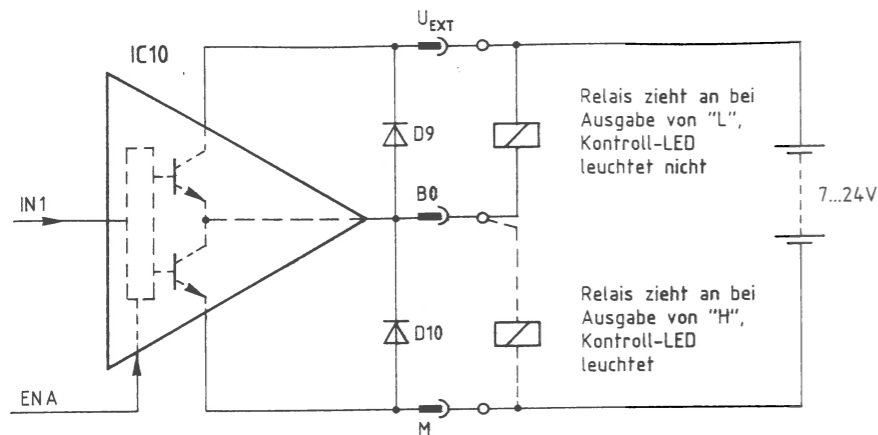 U_EXT
IC10
Relais zieht an bei
Ausgabe von "L",
Kontroll-LED
leuchtet nicht
D9
IN1
B0
7...24V
Relais zieht an bei
Ausgabe von "H",
Kontroll-LED
leuchtet
D10
ENA
M